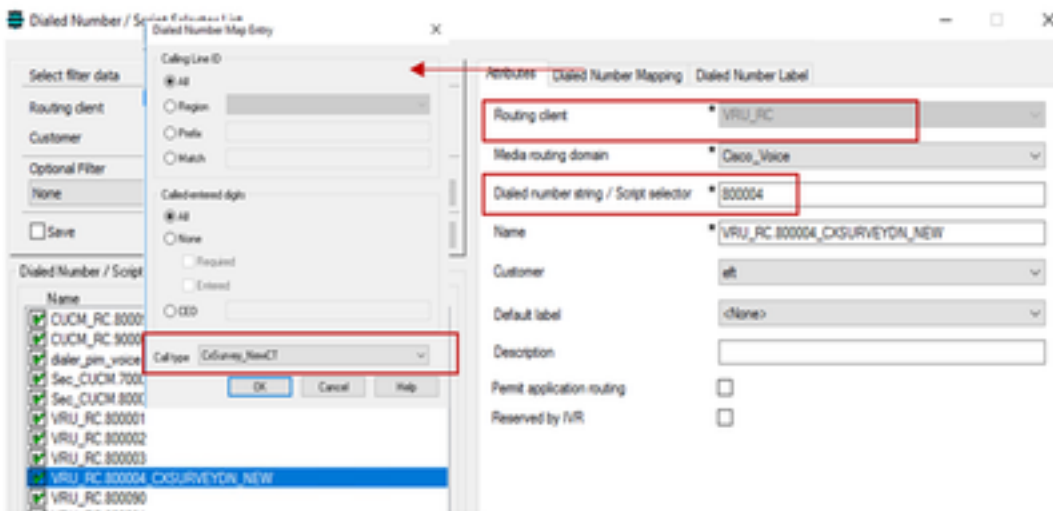 Dialed Number / Script Selector List
Dialed Number Map Entry
Select filter data
Routing client
Customer
Optional Filter
None
Save
Dialed Number / Script
Name
CUCM_RC.8000
CUCM_RC.9000
dialer_pim_voice
Sec_CUCM.7000
Sec_CUCM.8000
VRU_RC.800001
VRU_RC.800002
VRU_RC.800003
VRU_RC.800004_CXSURVEYDN_NEW
VRU_RC.800090
Calling Line ID
All
Region
Prefix
Match
Called-entered digits
All
None
Required
Entered
CED
Call type CxSurvey_NewCT
OK Cancel Help
Attributes Dialed Number Mapping Dialed Number Label
Routing client * VRU_RC
Media routing domain * Cisco_Voice
Dialed number string / Script selector * 800004
Name * VRU_RC.800004_CXSURVEYDN_NEW
Customer
Default label <None>
Description
Permit application routing
Reserved by IVR